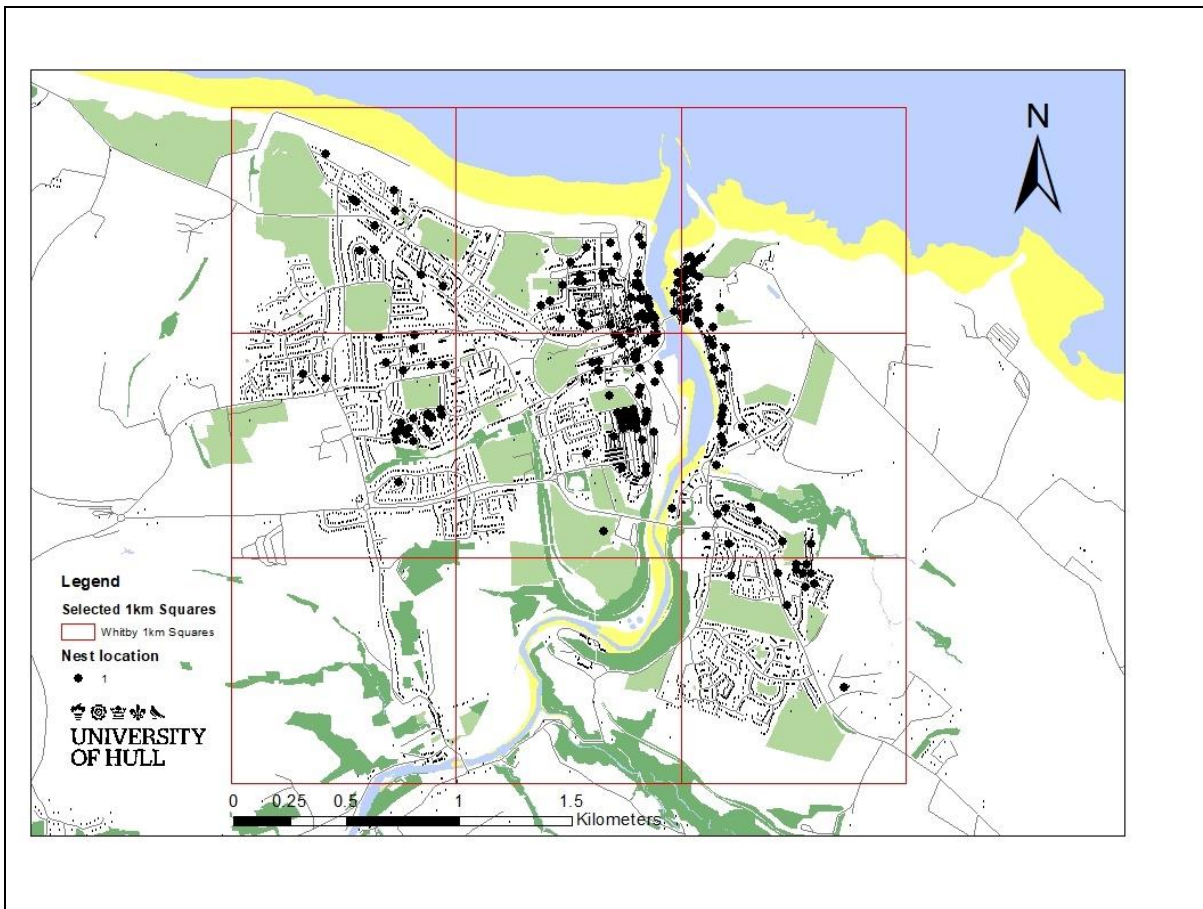 N
Legend
Selected 1km Squares
Whitby 1km Squares
Nest location
1
UNIVERSITY
OF HULL
0 0.25 0.5 1 1.5
Kilometers